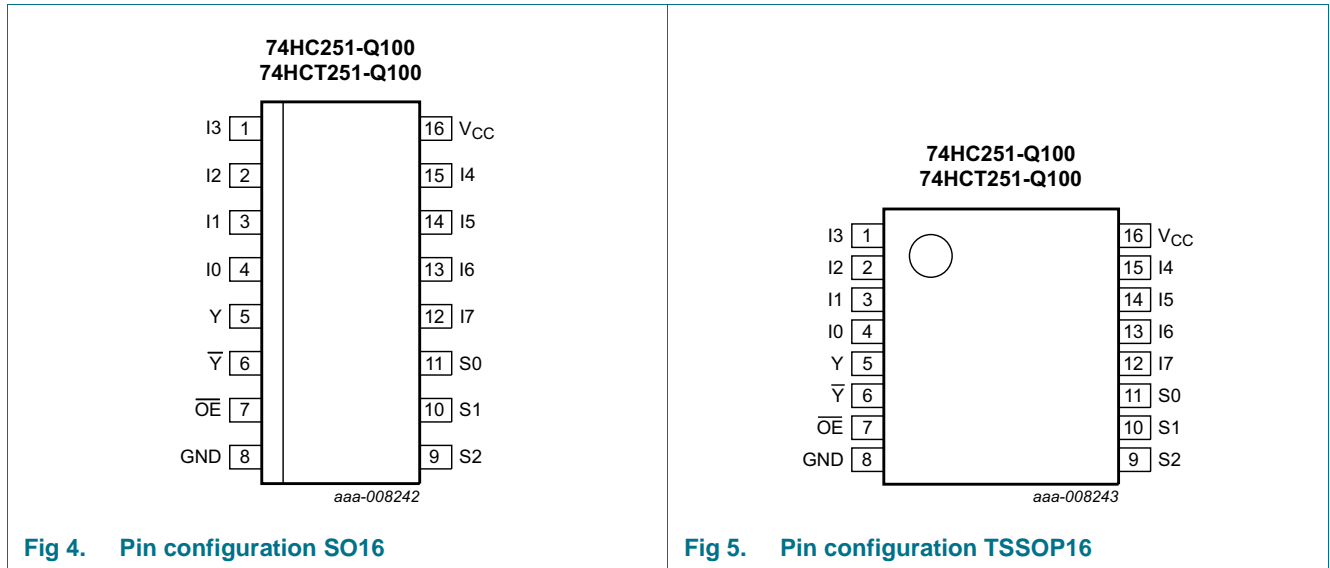 74HC251-Q100
74HCT251-Q100
I3 1 16 VCC
I2 2 15 I4
I1 3 14 I5
I0 4 13 I6
Y 5 12 I7
Y̅ 6 11 S0
O̅E̅ 7 10 S1
GND 8 9 S2
aaa-008242
Fig 4. Pin configuration SO16
74HC251-Q100
74HCT251-Q100
I3 1 16 VCC
I2 2 15 I4
I1 3 14 I5
I0 4 13 I6
Y 5 12 I7
Y̅ 6 11 S0
O̅E̅ 7 10 S1
GND 8 9 S2
aaa-008243
Fig 5. Pin configuration TSSOP16